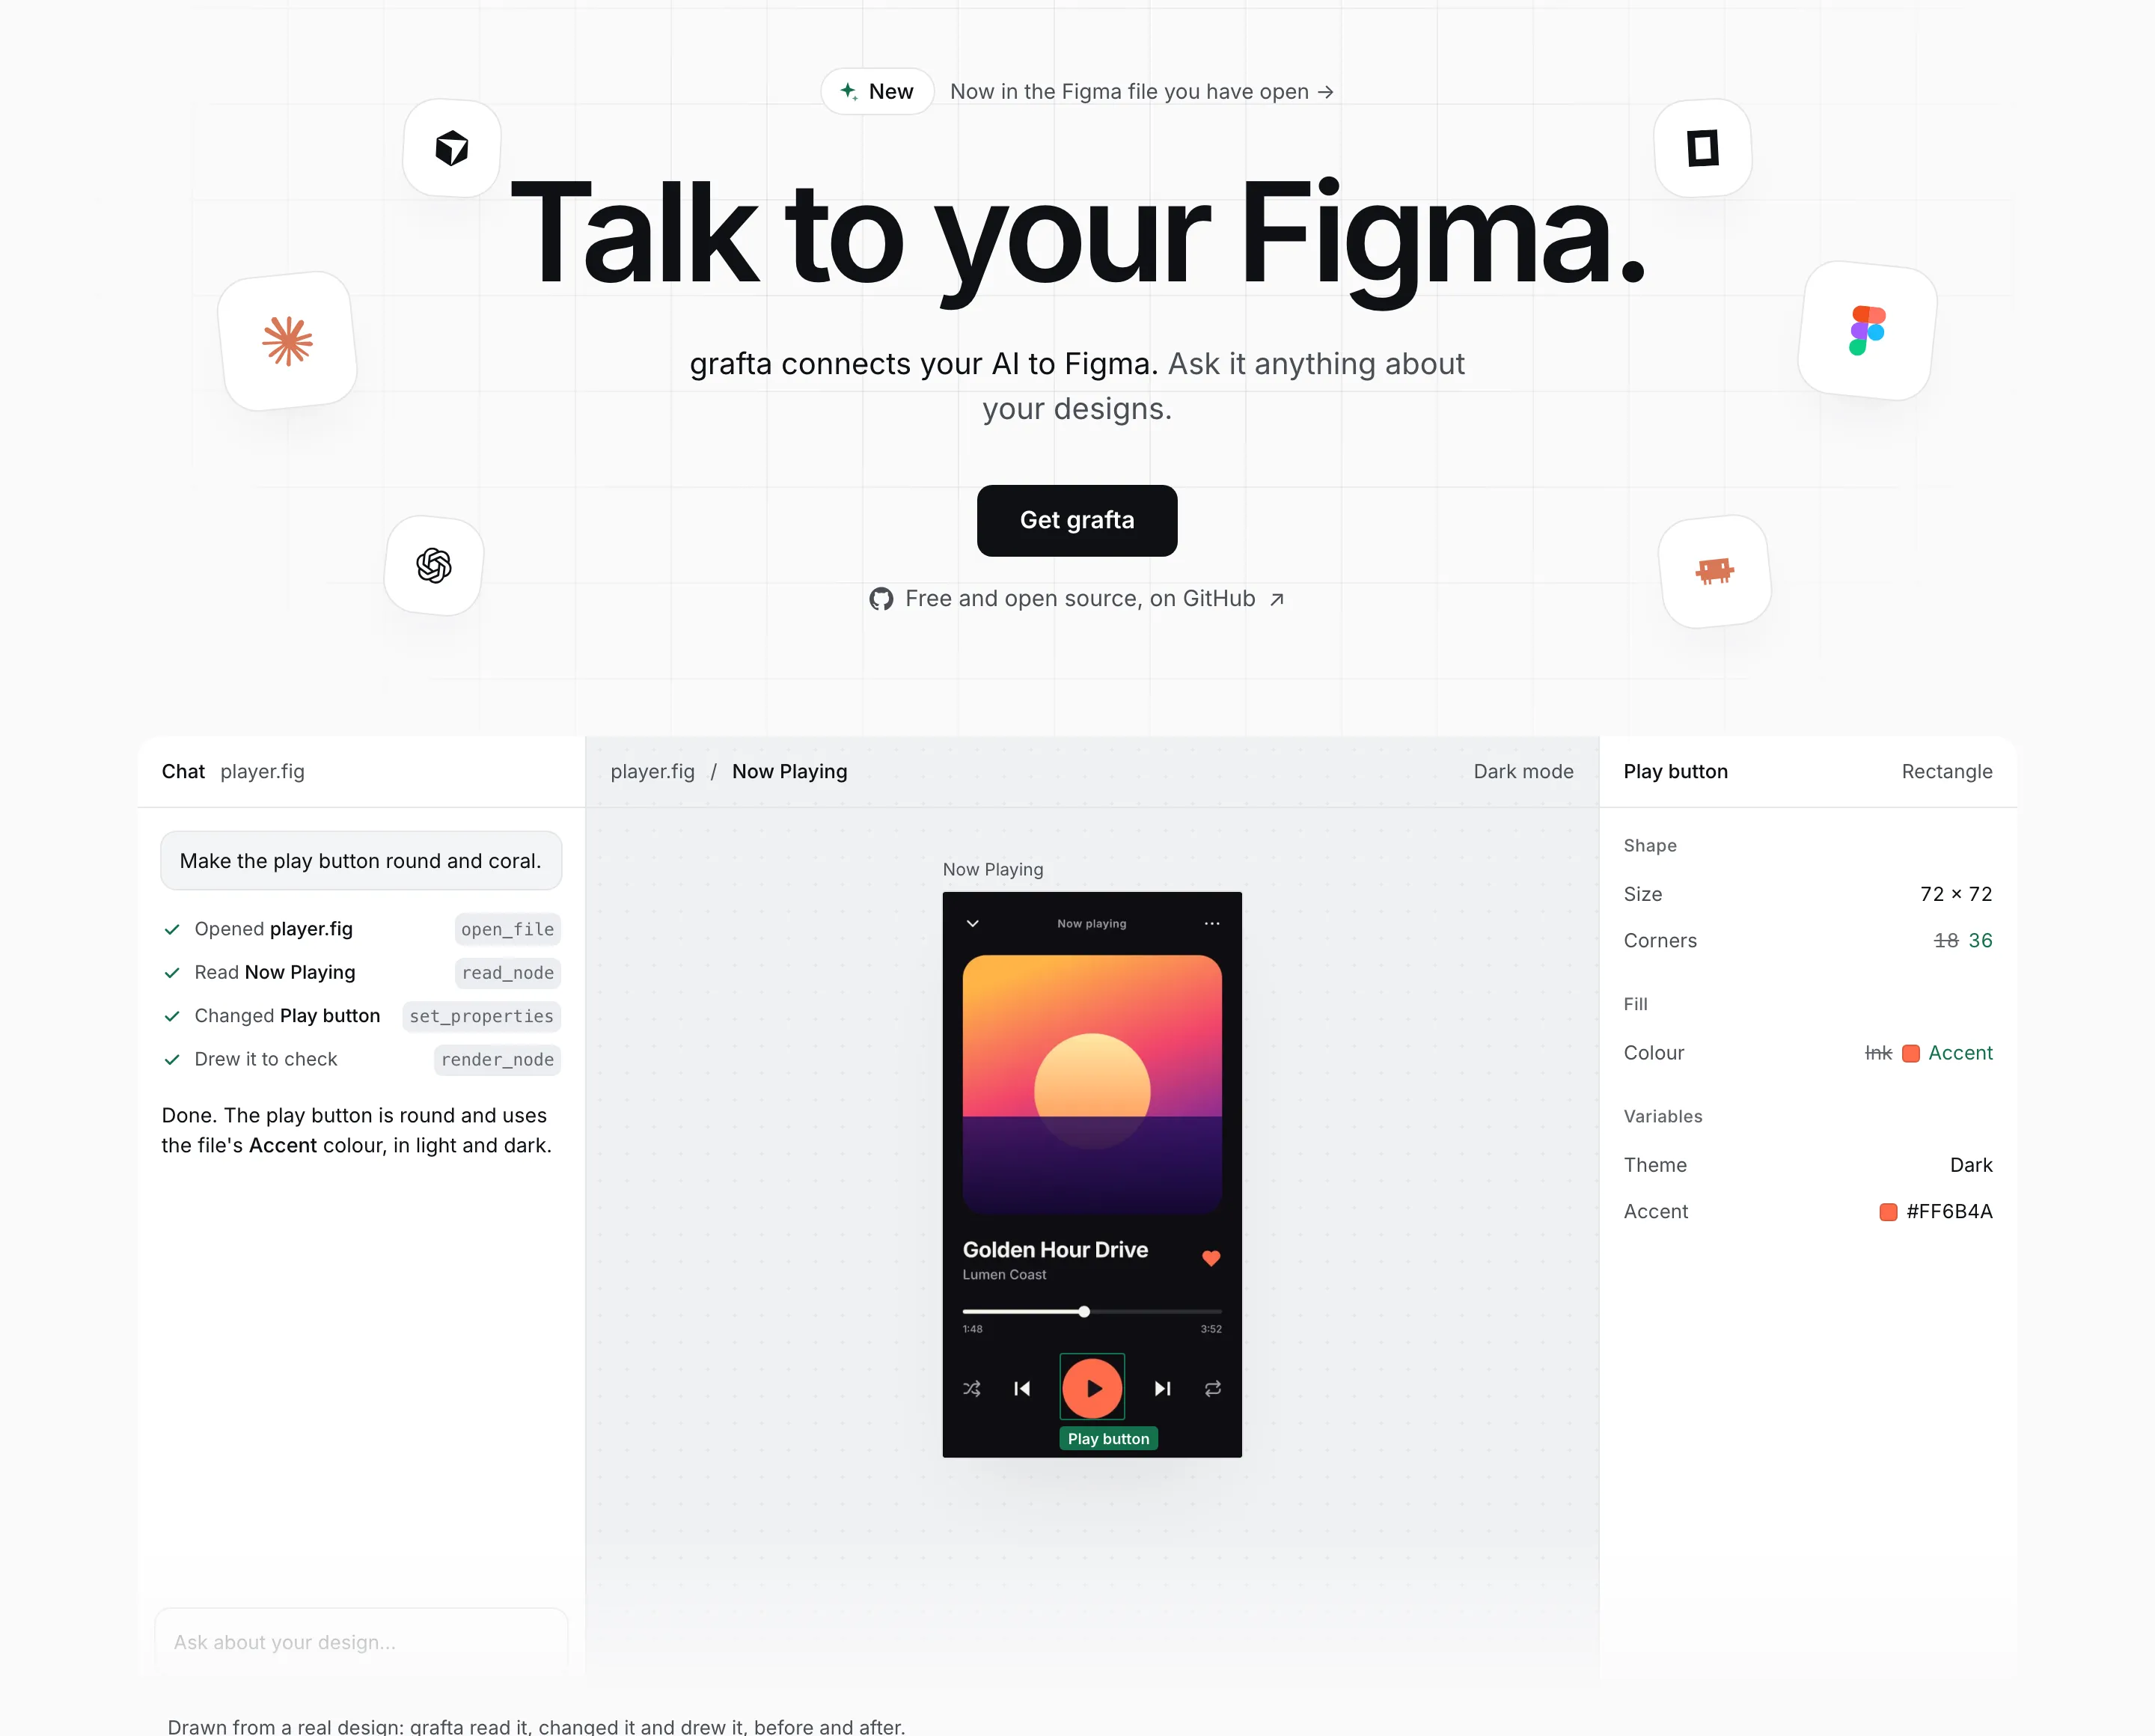 New Now in the Figma file you have open →
Talk to your Figma.
grafta connects your AI to Figma. Ask it anything about
your designs.
Get grafta
Free and open source, on GitHub ↗
Chat player.fig
Make the play button round and coral.
Opened player.fig open_file
Read Now Playing read_node
Changed Play button set_properties
Drew it to check render_node
Done. The play button is round and uses
the file's Accent colour, in light and dark.
Ask about your design...
player.fig / Now Playing Dark mode
Now Playing
Now playing
Golden Hour Drive
Lumen Coast
1:48 3:52
Play button
Play button Rectangle
Shape
Size 72 × 72
Corners 18 36
Fill
Colour Ink Accent
Variables
Theme Dark
Accent #FF6B4A
Drawn from a real design: grafta read it, changed it and drew it, before and after.